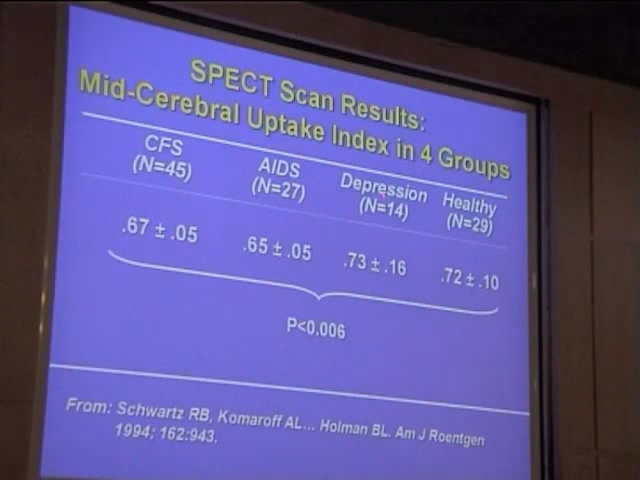 SPECT Scan Results:
Mid-Cerebral Uptake Index in 4 Groups
CFS AIDS Depression Healthy
(N=45) (N=27) (N=14) (N=29)
.67 ± .05 .65 ± .05 .73 ± .16 .72 ± .10
P<0.006
From: Schwartz RB, Komaroff AL... Holman BL. Am J Roentgen
1994; 162:943.